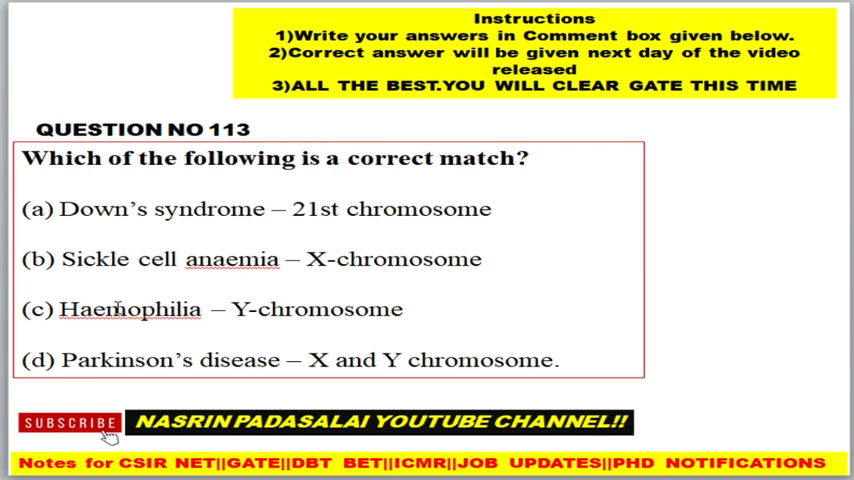 Instructions
1)Write your answers in Comment box given below.
2)Correct answer will be given next day of the video
released
3)ALL THE BEST.YOU WILL CLEAR GATE THIS TIME
QUESTION NO 113
Which of the following is a correct match?
(a) Down's syndrome – 21st chromosome
(b) Sickle cell anaemia – X-chromosome
(c) Haemophilia – Y-chromosome
(d) Parkinson's disease – X and Y chromosome.
SUBSCRIBE NASRIN PADASALAI YOUTUBE CHANNEL!!
Notes for CSIR NET||GATE||DBT BET||ICMR||JOB UPDATES||PHD NOTIFICATIONS